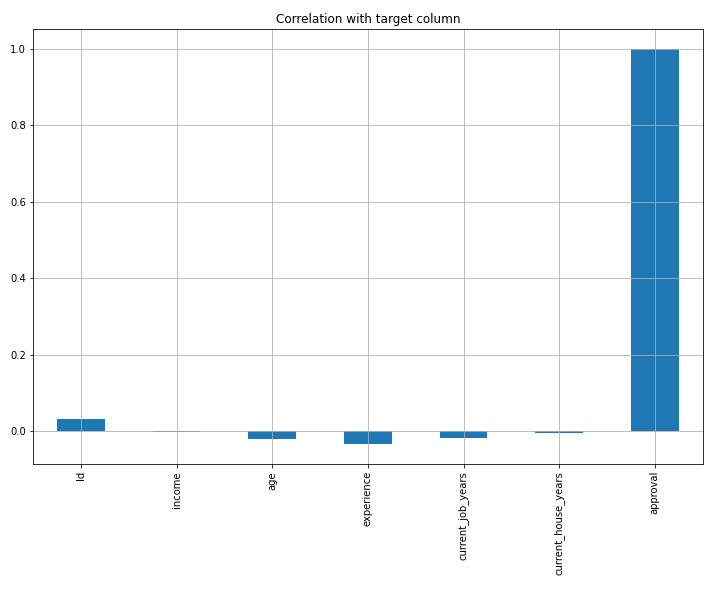 Correlation with target column
1.0
0.8
0.6
0.4
0.2
0.0
Id
income
age
experience
current_job_years
current_house_years
approval